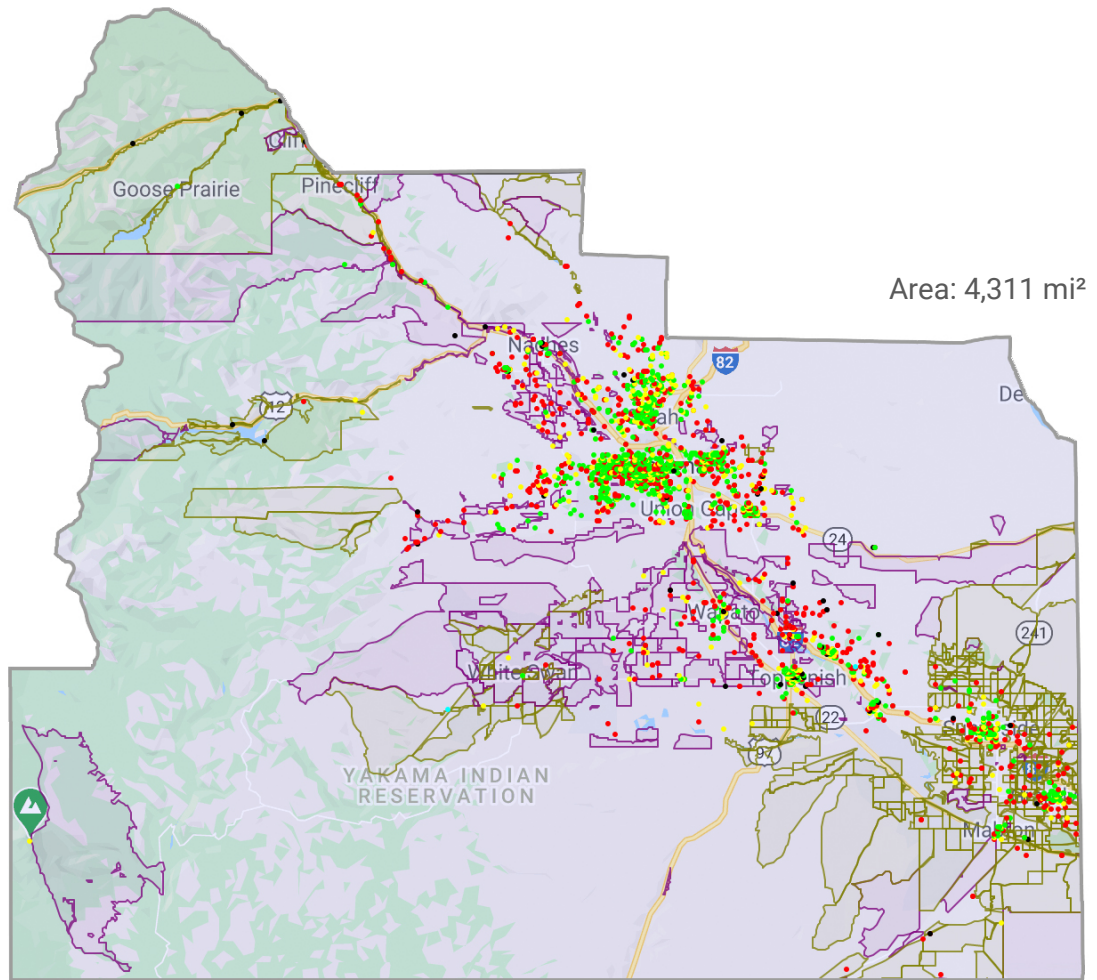 Goose Prairie
Pinecliff
Area: 4,311 mi²
Naches
82
12
De
Union Gap
24
Wapato
241
White Swan
Toppenish
22
97
YAKAMA INDIAN
RESERVATION
Mabton